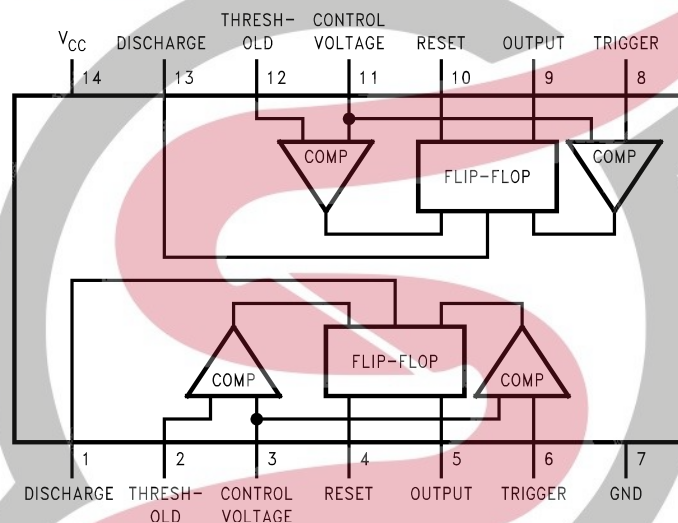 THRESH- CONTROL
VCC DISCHARGE OLD VOLTAGE RESET OUTPUT TRIGGER
14 13 12 11 10 9 8
COMP COMP
FLIP-FLOP
FLIP-FLOP
COMP COMP
1 2 3 4 5 6 7
DISCHARGE THRESH- CONTROL RESET OUTPUT TRIGGER GND
OLD VOLTAGE